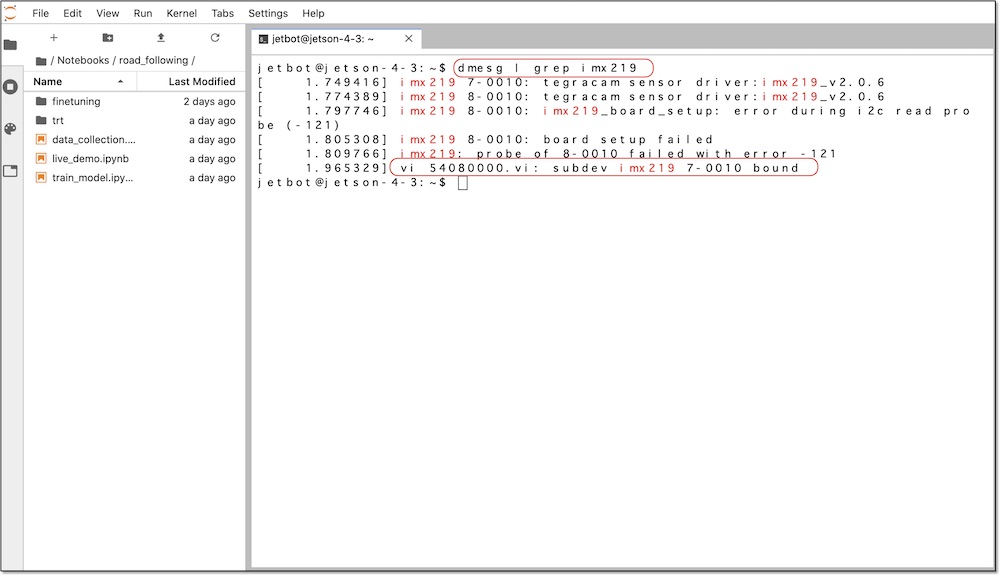 File Edit View Run Kernel Tabs Settings Help
/ Notebooks / road_following /
Name Last Modified
finetuning 2 days ago
trt a day ago
data_collection.... a day ago
live_demo.ipynb a day ago
train_model.ipy... a day ago
jetbot@jetson-4-3: ~
jetbot@jetson-4-3:~$ dmesg | grep imx219
[ 1.749416] imx219 7-0010: tegracam sensor driver:imx219_v2.0.6
[ 1.774389] imx219 8-0010: tegracam sensor driver:imx219_v2.0.6
[ 1.797746] imx219 8-0010: imx219_board_setup: error during i2c read pro
be (-121)
[ 1.805308] imx219 8-0010: board setup failed
[ 1.809766] imx219: probe of 8-0010 failed with error -121
[ 1.965329] vi 54080000.vi: subdev imx219 7-0010 bound
jetbot@jetson-4-3:~$